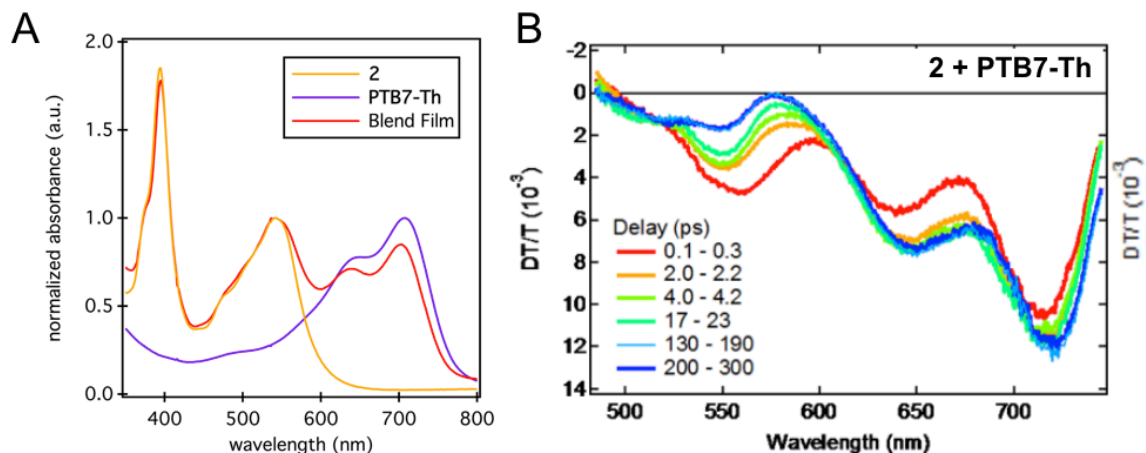 A
normalized absorbance (a.u.)
2.0
1.5
1.0
0.5
0.0
400 500 600 700 800
wavelength (nm)
2
PTB7-Th
Blend Film
B
2 + PTB7-Th
DT/T (10⁻³)
-2
0
2
4
6
8
10
12
14
Delay (ps)
0.1 - 0.3
2.0 - 2.2
4.0 - 4.2
17 - 23
130 - 190
200 - 300
500 550 600 650 700
Wavelength (nm)
DT/T (10⁻³)